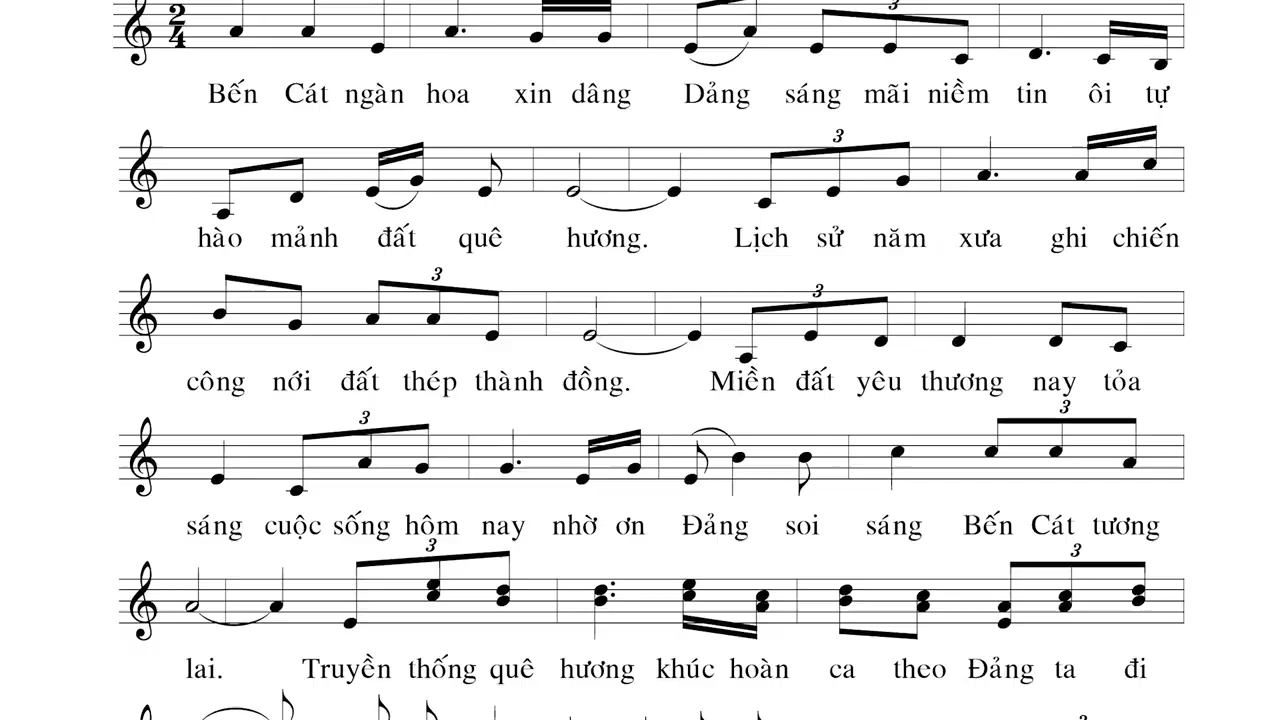 Bến Cát ngàn hoa xin dâng Dảng sáng mãi niềm tin ôi tự
hào mảnh đất quê hương. Lịch sử năm xưa ghi chiến
công nới đất thép thành đồng. Miền đất yêu thương nay tỏa
sáng cuộc sống hôm nay nhờ ơn Đảng soi sáng Bến Cát tương
lai. Truyền thống quê hương khúc hoàn ca theo Đảng ta đi